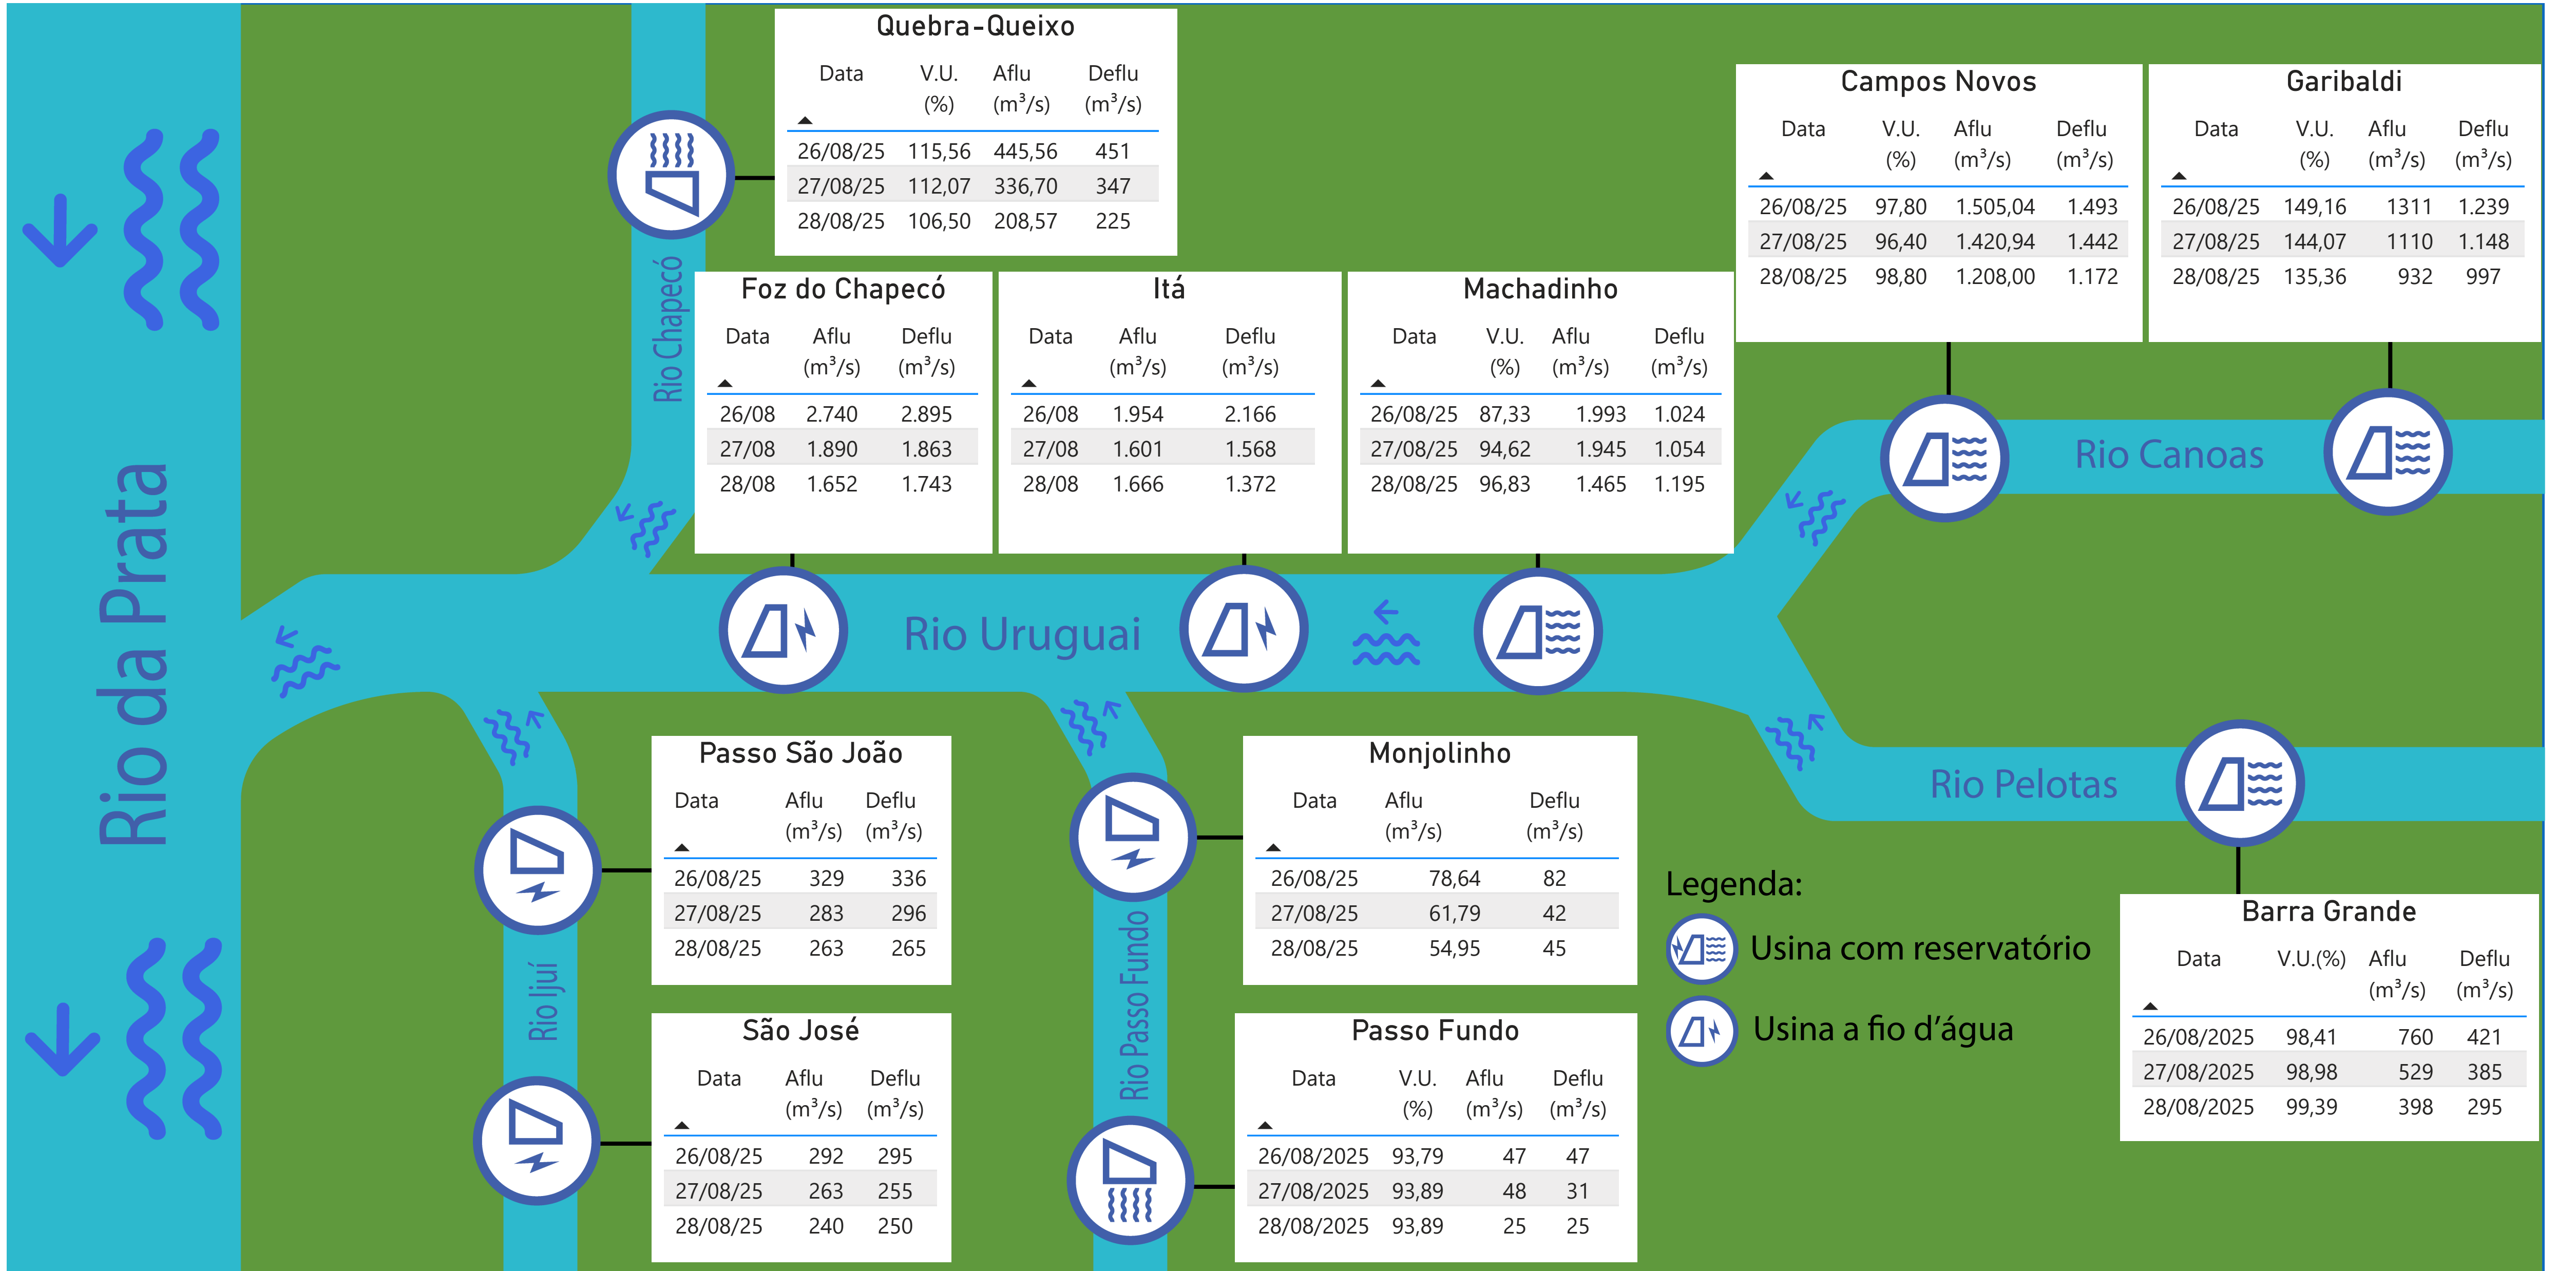 Quebra-Queixo
Data V.U. (%) Aflu (m³/s) Deflu (m³/s)
26/08/25 115,56 445,56 451
27/08/25 112,07 336,70 347
28/08/25 106,50 208,57 225
Campos Novos
Data V.U. (%) Aflu (m³/s) Deflu (m³/s)
26/08/25 97,80 1.505,04 1.493
27/08/25 96,40 1.420,94 1.442
28/08/25 98,80 1.208,00 1.172
Garibaldi
Data V.U. (%) Aflu (m³/s) Deflu (m³/s)
26/08/25 149,16 1311 1.239
27/08/25 144,07 1110 1.148
28/08/25 135,36 932 997
Rio Chapecó
Foz do Chapecó
Data Aflu (m³/s) Deflu (m³/s)
26/08 2.740 2.895
27/08 1.890 1.863
28/08 1.652 1.743
Itá
Data Aflu (m³/s) Deflu (m³/s)
26/08 1.954 2.166
27/08 1.601 1.568
28/08 1.666 1.372
Machadinho
Data V.U. (%) Aflu (m³/s) Deflu (m³/s)
26/08/25 87,33 1.993 1.024
27/08/25 94,62 1.945 1.054
28/08/25 96,83 1.465 1.195
Rio Canoas
Rio da Prata
Rio Uruguai
Rio Pelotas
Passo São João
Data Aflu (m³/s) Deflu (m³/s)
26/08/25 329 336
27/08/25 283 296
28/08/25 263 265
Monjolinho
Data Aflu (m³/s) Deflu (m³/s)
26/08/25 78,64 82
27/08/25 61,79 42
28/08/25 54,95 45
Rio Ijuí
Rio Passo Fundo
São José
Data Aflu (m³/s) Deflu (m³/s)
26/08/25 292 295
27/08/25 263 255
28/08/25 240 250
Passo Fundo
Data V.U. (%) Aflu (m³/s) Deflu (m³/s)
26/08/2025 93,79 47 47
27/08/2025 93,89 48 31
28/08/2025 93,89 25 25
Legenda:
Usina com reservatório
Usina a fio d’água
Barra Grande
Data V.U.(%) Aflu (m³/s) Deflu (m³/s)
26/08/2025 98,41 760 421
27/08/2025 98,98 529 385
28/08/2025 99,39 398 295